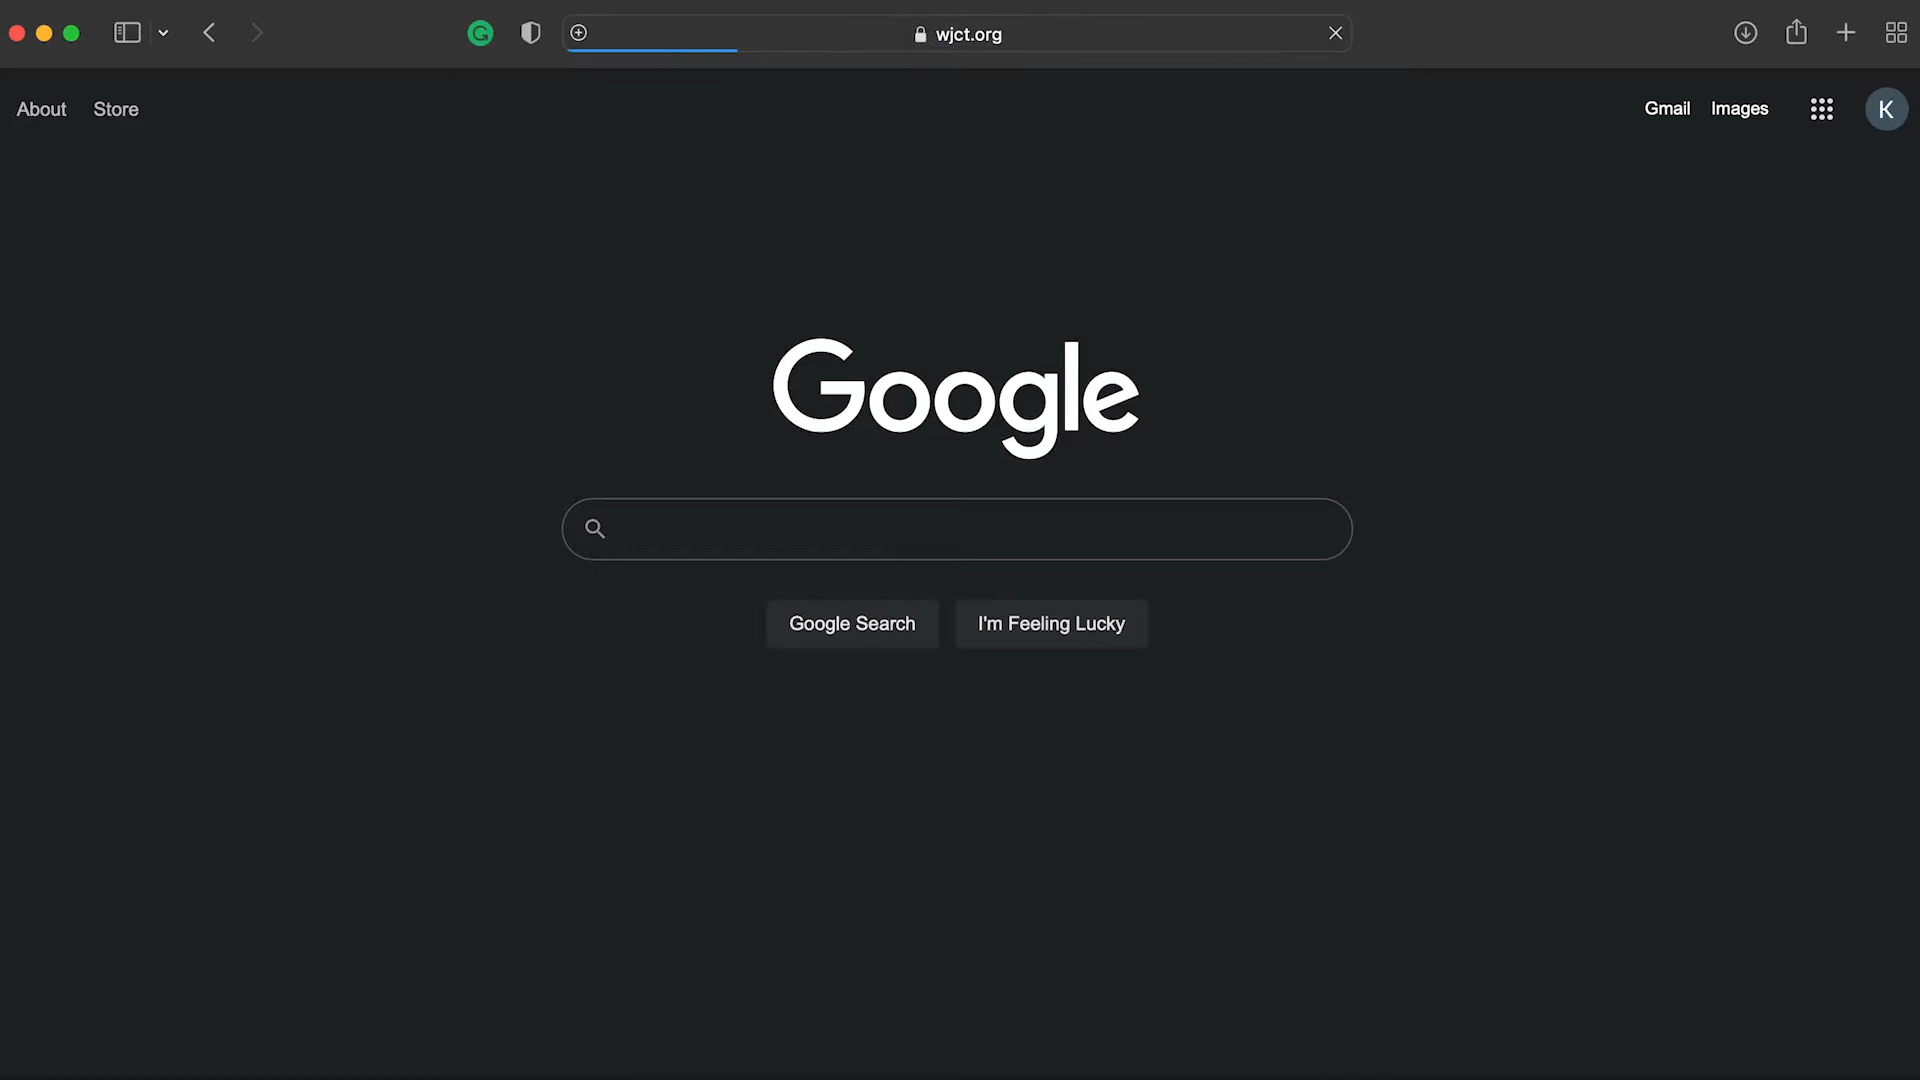 wjct.org
About Store
Gmail Images
K
Google
Google Search I'm Feeling Lucky